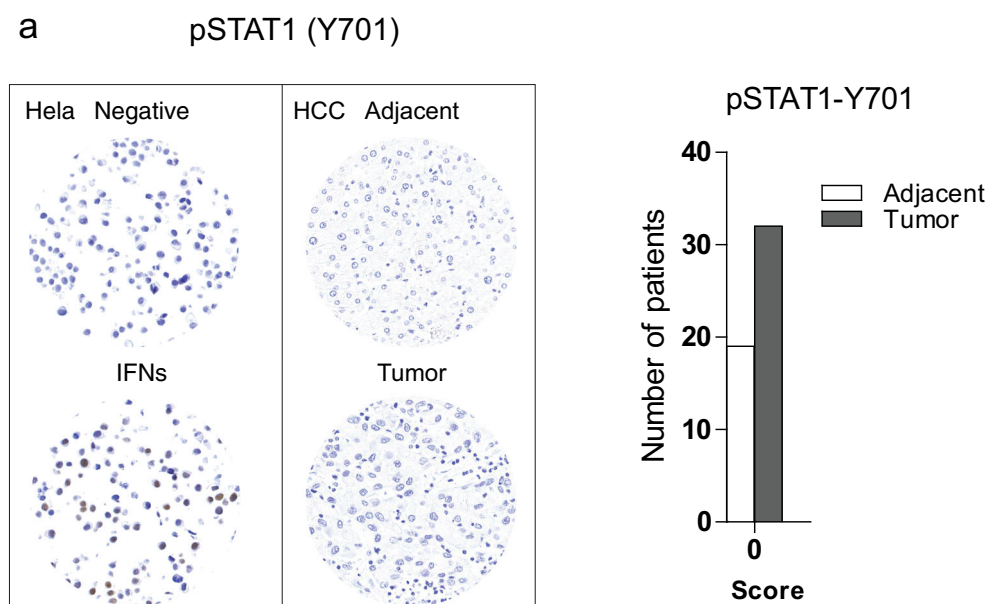 a
pSTAT1 (Y701)
Hela Negative
HCC Adjacent
IFNs
Tumor
pSTAT1-Y701
Number of patients
40
30
20
10
0
0
Score
Adjacent
Tumor